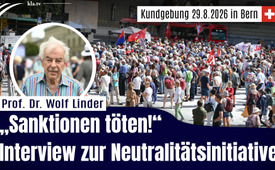 kla.tv
Kundgebung 29.8.2026 in Bern
Prof. Dr. Wolf Linder
„Sanktionen töten!“
Interview zur Neutralitätsinitiative